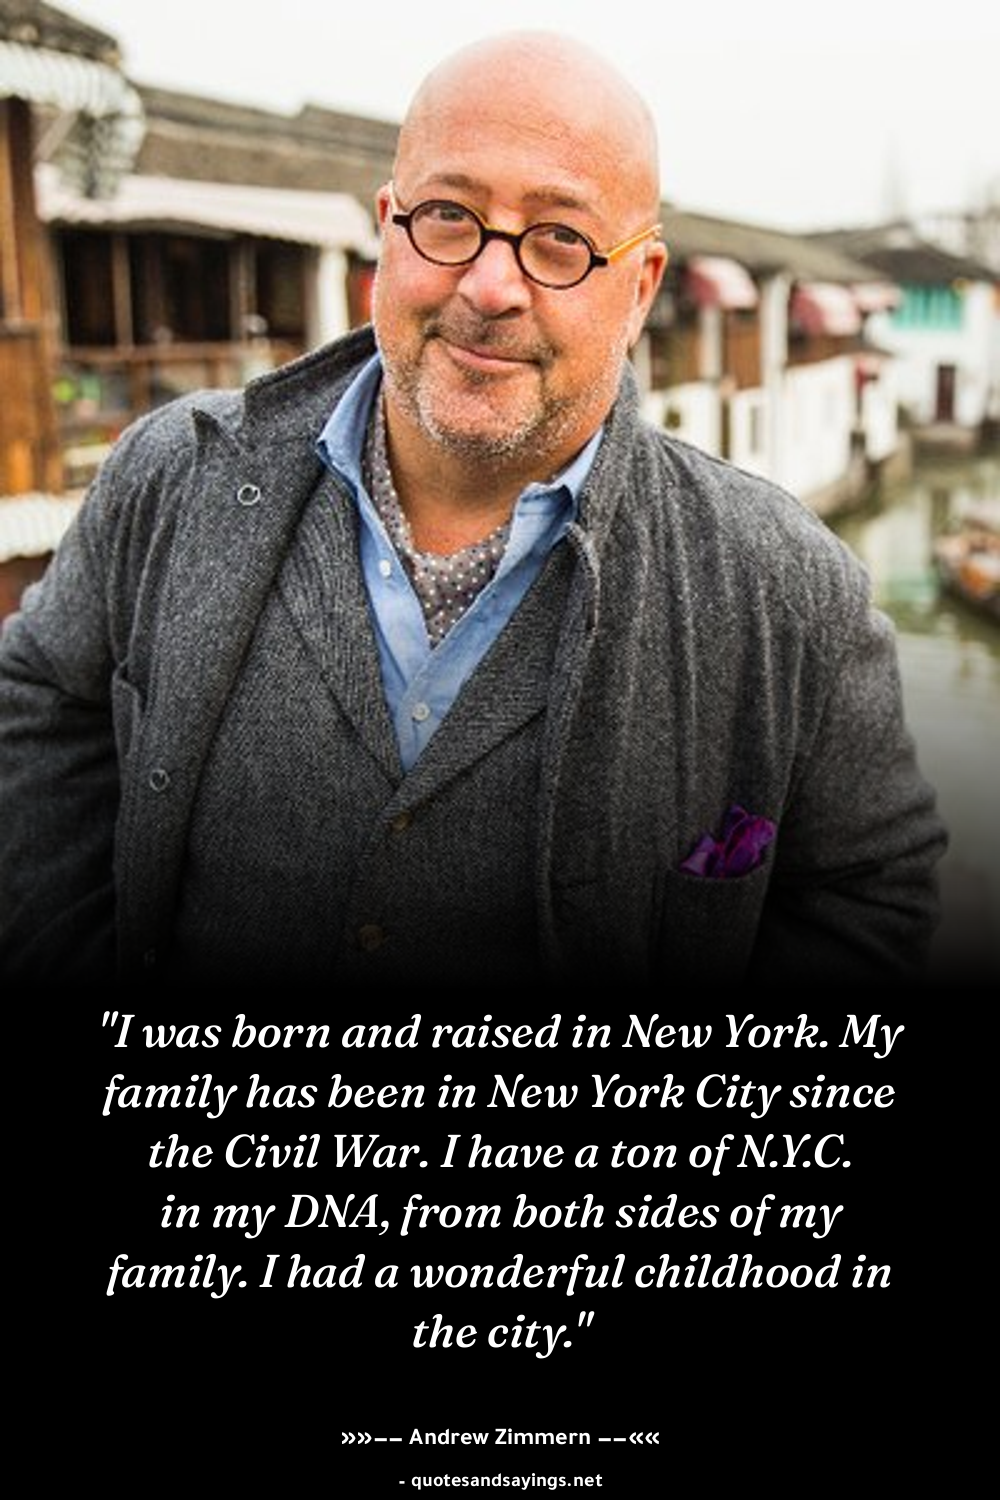 "I was born and raised in New York. My
family has been in New York City since
the Civil War. I have a ton of N.Y.C.
in my DNA, from both sides of my
family. I had a wonderful childhood in
the city."
»»–– Andrew Zimmern ––««
- quotesandsayings.net